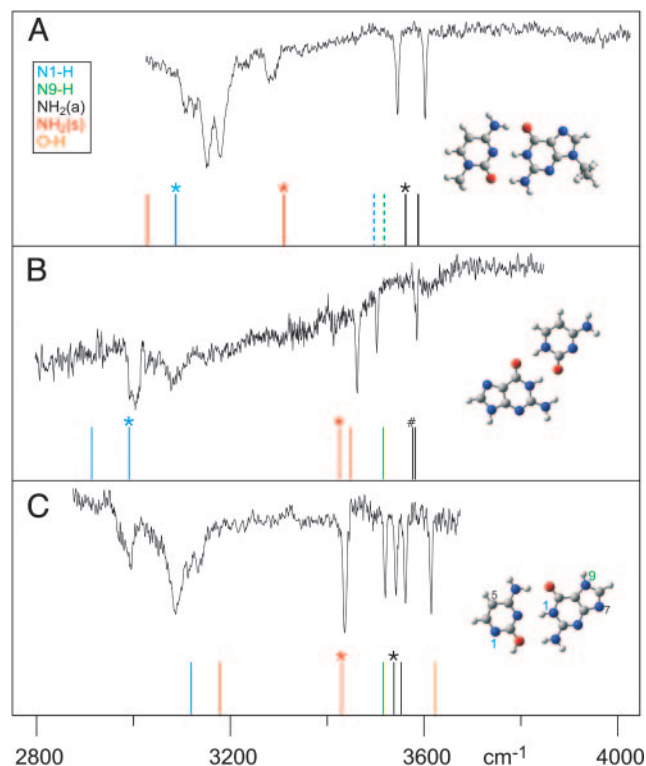 A
N1-H
N9-H
NH₂(a)
NH₂(s)
O-H
*
*
*
B
*
*
#
C
*
*
5
1
9
1
7
2800 3200 3600 cm⁻¹ 4000